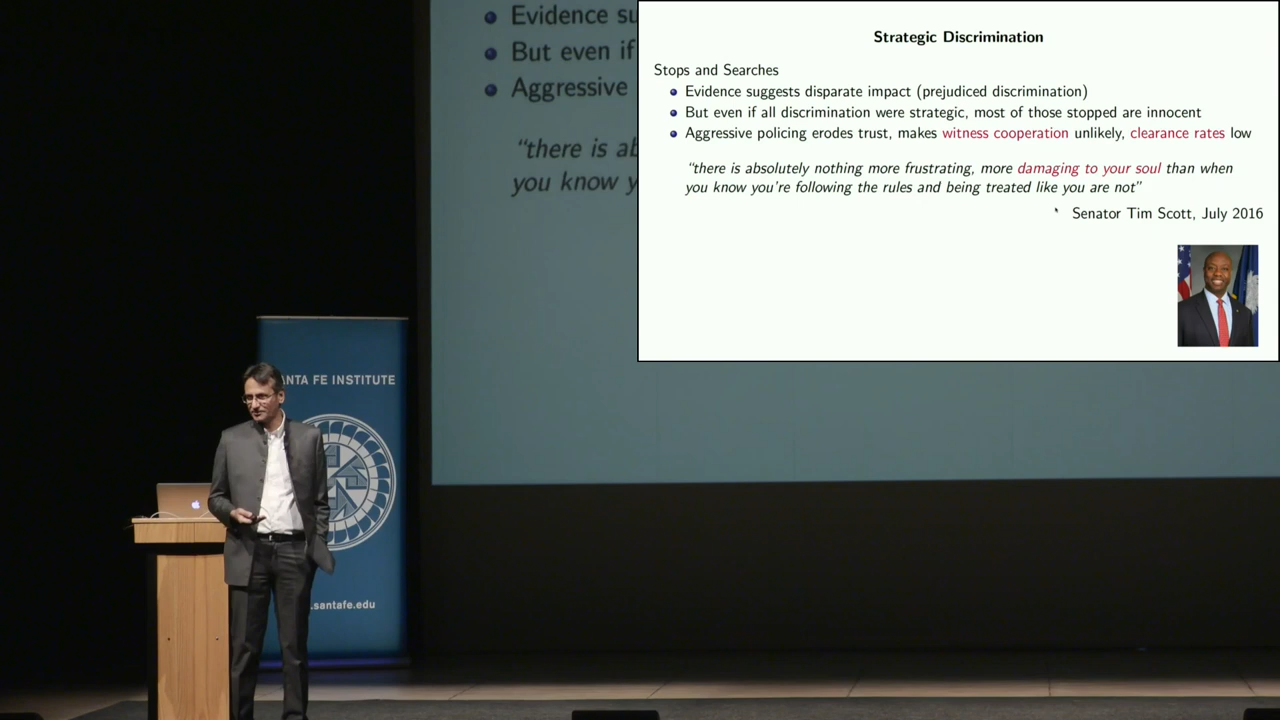 Evidence su
But even if
Aggressive
“there is ab
you know y
Strategic Discrimination
Stops and Searches
Evidence suggests disparate impact (prejudiced discrimination)
But even if all discrimination were strategic, most of those stopped are innocent
Aggressive policing erodes trust, makes witness cooperation unlikely, clearance rates low
“there is absolutely nothing more frustrating, more damaging to your soul than when
you know you’re following the rules and being treated like you are not”
Senator Tim Scott, July 2016
ANTA FE INSTITUTE
.santafe.edu